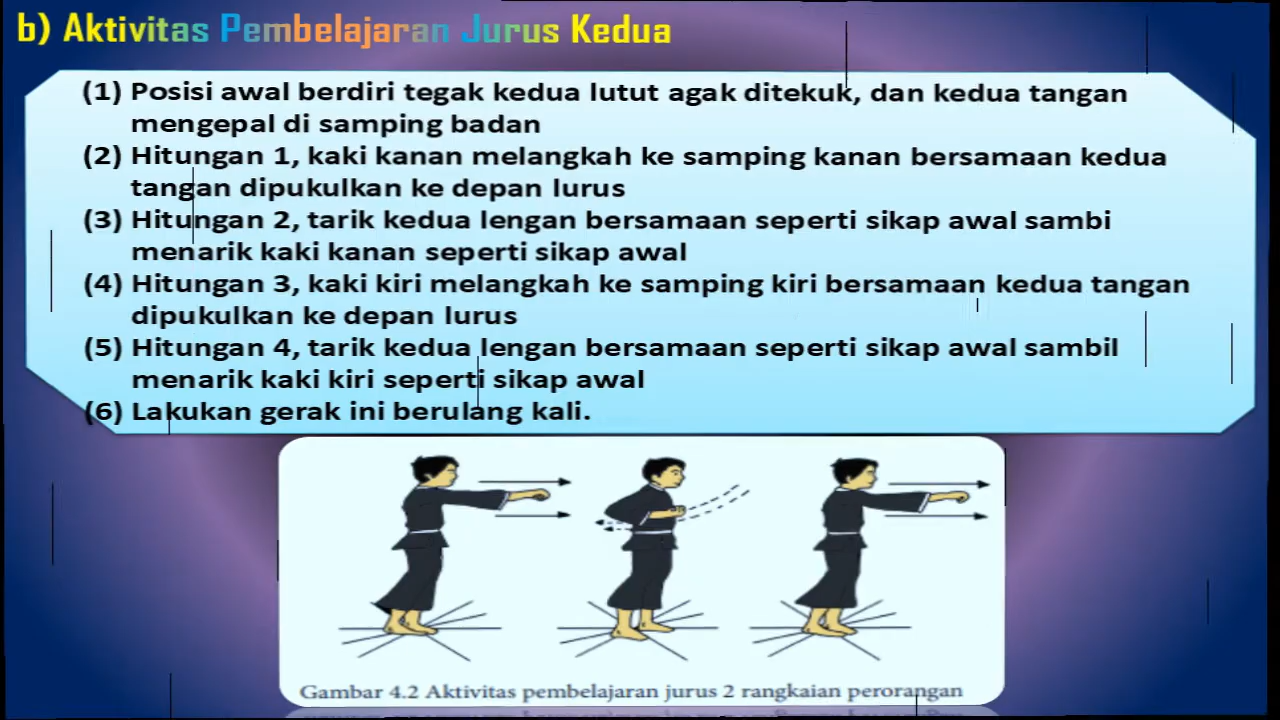 b) Aktivitas Pembelajaran Jurus Kedua
(1) Posisi awal berdiri tegak kedua lutut agak ditekuk, dan kedua tangan
mengepal di samping badan
(2) Hitungan 1, kaki kanan melangkah ke samping kanan bersamaan kedua
tangan dipukulkan ke depan lurus
(3) Hitungan 2, tarik kedua lengan bersamaan seperti sikap awal sambi
menarik kaki kanan seperti sikap awal
(4) Hitungan 3, kaki kiri melangkah ke samping kiri bersamaan kedua tangan
dipukulkan ke depan lurus
(5) Hitungan 4, tarik kedua lengan bersamaan seperti sikap awal sambil
menarik kaki kiri seperti sikap awal
(6) Lakukan gerak ini berulang kali.
Gambar 4.2 Aktivitas pembelajaran jurus 2 rangkaian perorangan